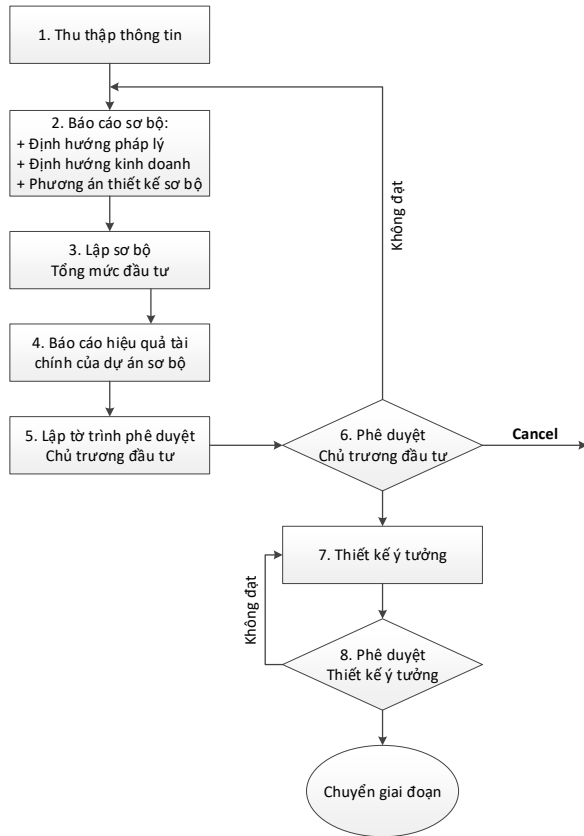 1. Thu thập thông tin
2. Báo cáo sơ bộ:
+ Định hướng pháp lý
+ Định hướng kinh doanh
+ Phương án thiết kế sơ bộ
Không đạt
3. Lập sơ bộ
Tổng mức đầu tư
4. Báo cáo hiệu quả tài
chính của dự án sơ bộ
5. Lập tờ trình phê duyệt
Chủ trương đầu tư
6. Phê duyệt
Chủ trương đầu tư
Cancel
7. Thiết kế ý tưởng
Không đạt
8. Phê duyệt
Thiết kế ý tưởng
Chuyển giai đoạn